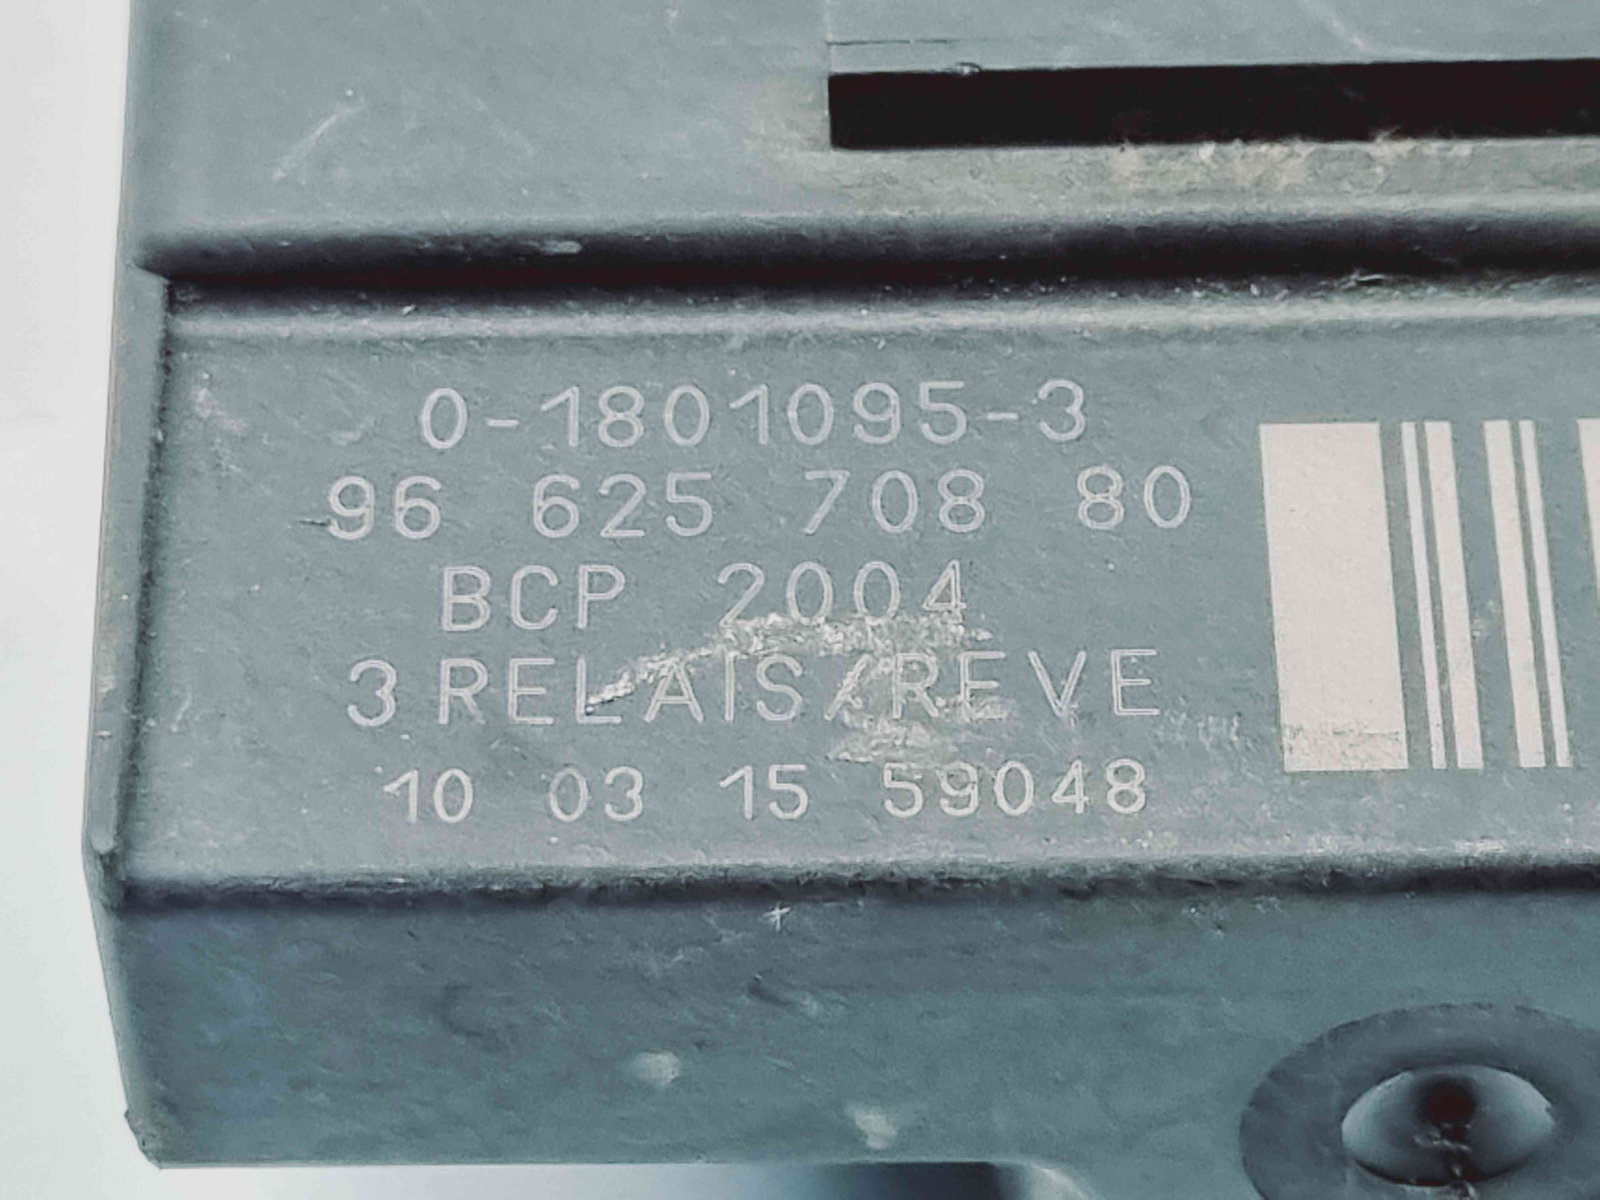 0-1801095-3
96 625 708 80
BCP 2004
3 RELAIS/REVE
10 03 15 59048